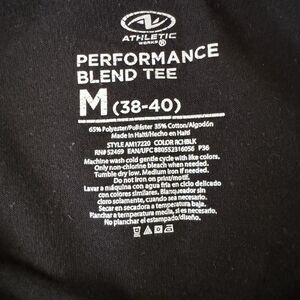 ATHLETIC
WORKS
PERFORMANCE
BLEND TEE
M (38-40)
65% Polyester/Poliéster 35% Cotton/Algodón
Made in Haiti/Hecho en Haití
STYLE AM17220 COLOR RCHBLK
RN# 52469 EAN/UFC 880552316056 P36
Machine wash cold gentle cycle with like colors.
Only non-chlorine bleach when needed.
Tumble dry low. Medium iron if needed.
Do not iron on print/motif.
Lavar a máquina con agua fría en ciclo delicado
con colores similares. Blanquear sin
cloro solamente, cuando sea necesario.
Secar en secadora a temperatura baja.
Planchar a temperatura media, si es necesario.
No planchar el estampado/diseño.